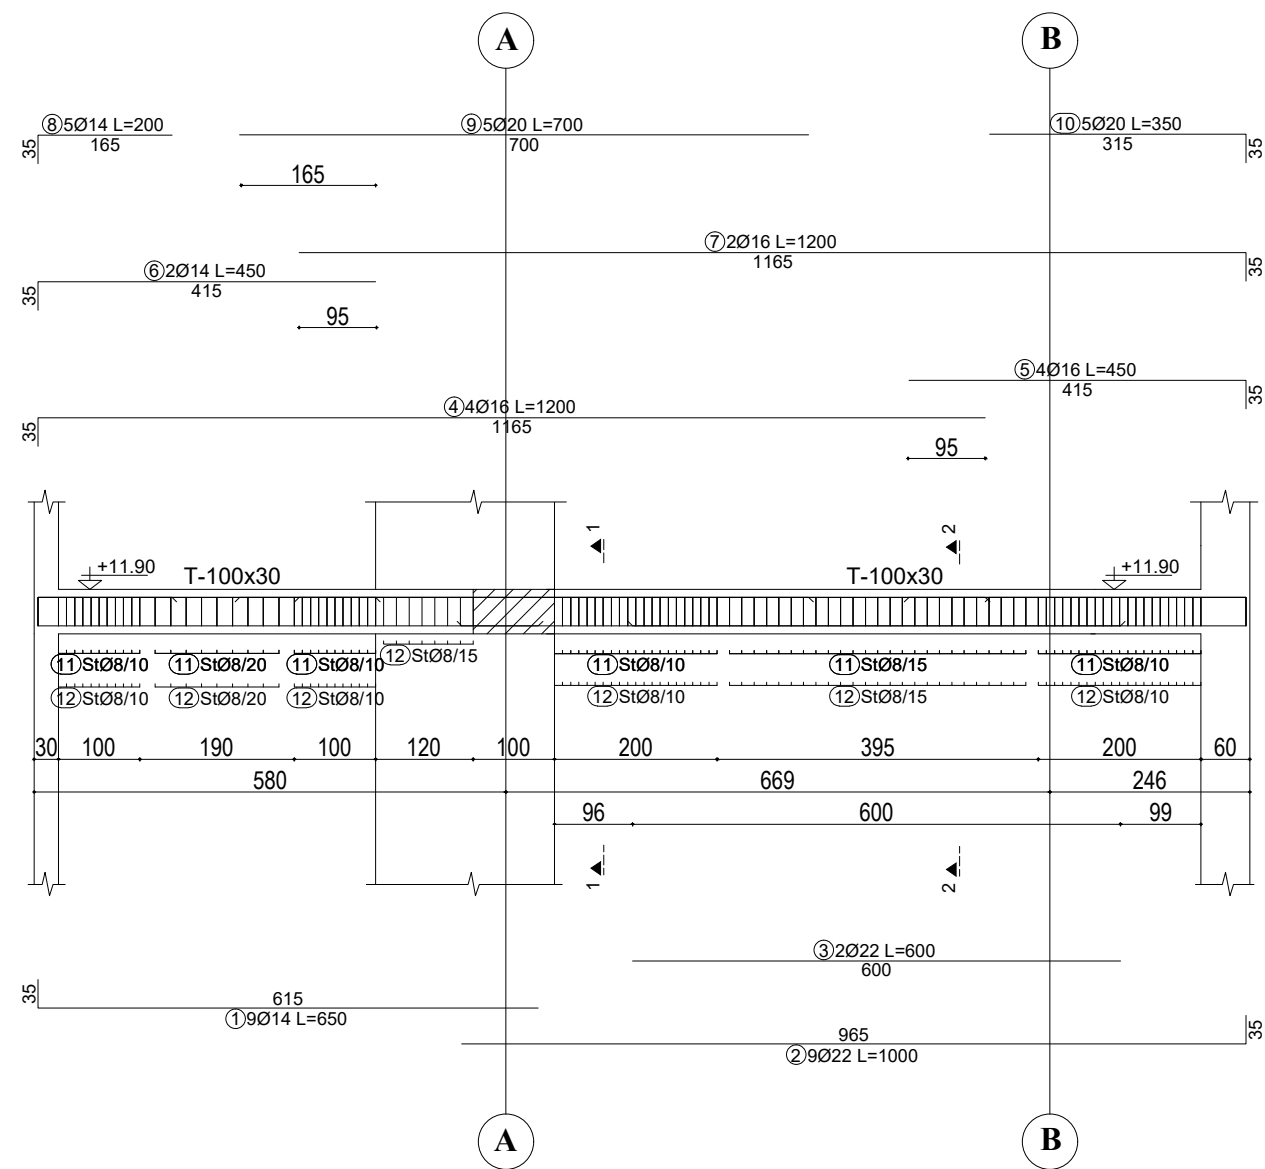 A
B
⑧5Ø14 L=200
165
35
⑨5Ø20 L=700
700
⑩5Ø20 L=350
315
35
165
⑦2Ø16 L=1200
1165
35
⑥2Ø14 L=450
415
35
95
⑤4Ø16 L=450
415
35
④4Ø16 L=1200
1165
35
95
1
2
+11.90
T-100x30
T-100x30
+11.90
⑪StØ8/10
⑪StØ8/20
⑪StØ8/10
⑫StØ8/15
⑪StØ8/10
⑪StØ8/15
⑪StØ8/10
⑫StØ8/10
⑫StØ8/20
⑫StØ8/10
⑫StØ8/10
⑫StØ8/15
⑫StØ8/10
30 100 190 100 120 100 200 395 200 60
580 669 246
96 600 99
1
2
③2Ø22 L=600
600
35
615
①9Ø14 L=650
965
②9Ø22 L=1000
35
A
B